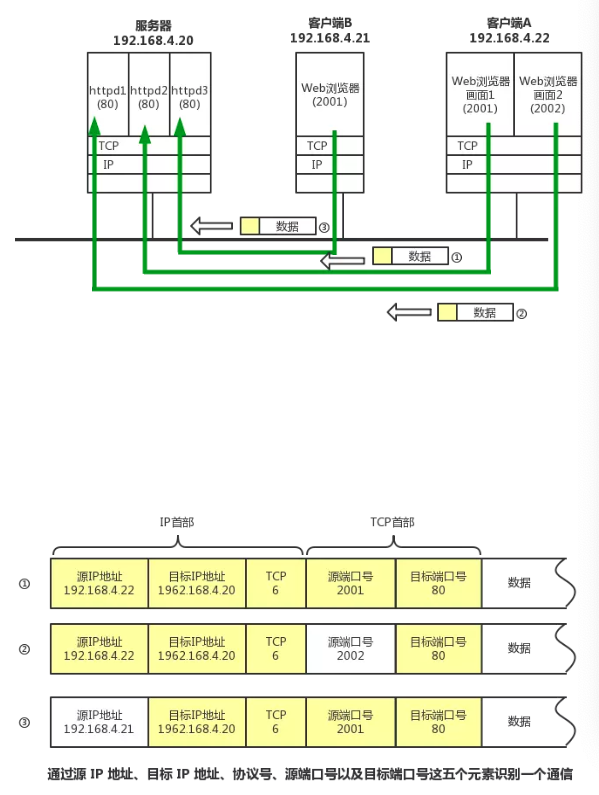 服务器
192.168.4.20
客户端B
192.168.4.21
客户端A
192.168.4.22
httpd1
(80)
httpd2
(80)
httpd3
(80)
Web浏览器
(2001)
Web浏览器
画面1
(2001)
Web浏览器
画面2
(2002)
TCP
TCP
TCP
IP
IP
IP
数据 ③
数据 ①
数据 ②
IP首部
TCP首部
①
源IP地址
192.168.4.22
目标IP地址
1962.168.4.20
TCP
6
源端口号
2001
目标端口号
80
数据
②
源IP地址
192.168.4.22
目标IP地址
1962.168.4.20
TCP
6
源端口号
2002
目标端口号
80
数据
③
源IP地址
192.168.4.21
目标IP地址
1962.168.4.20
TCP
6
源端口号
2001
目标端口号
80
数据
通过源 IP 地址、目标 IP 地址、协议号、源端口号以及目标端口号这五个元素识别一个通信